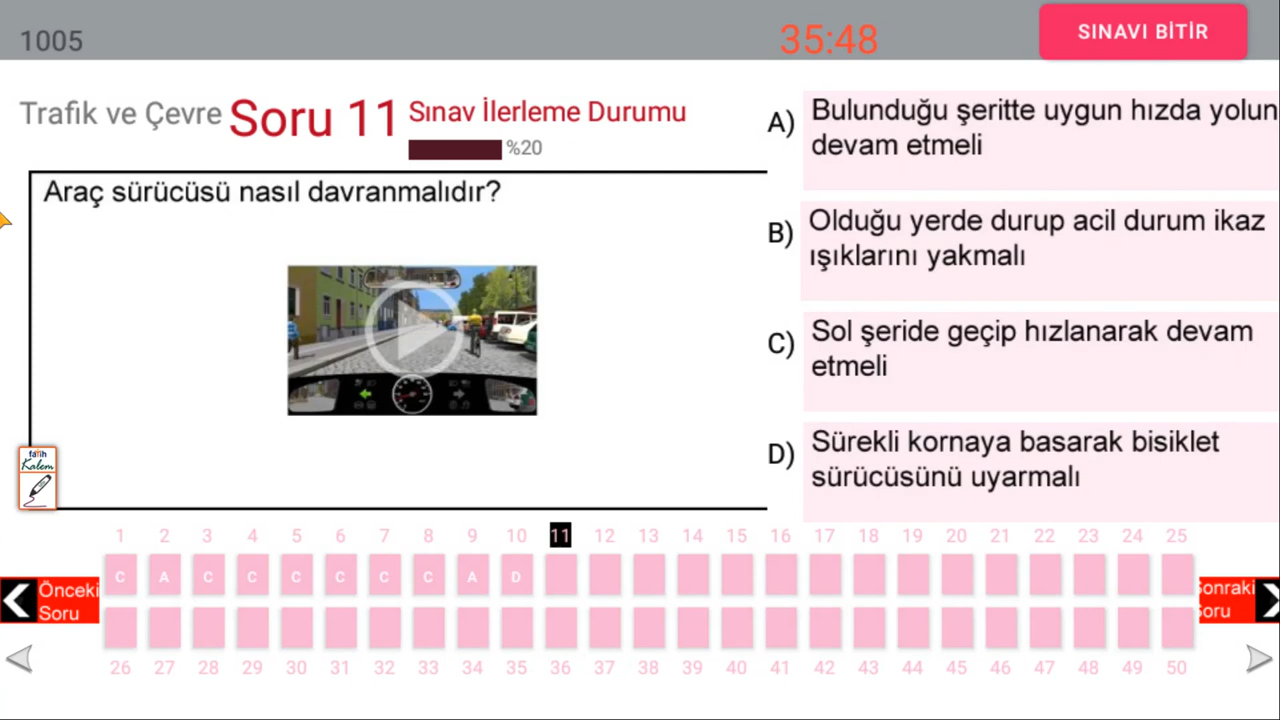 1005
35:48
SINAVI BİTİR
Trafik ve Çevre
Soru 11
Sınav İlerleme Durumu
%20
Araç sürücüsü nasıl davranmalıdır?
A) Bulunduğu şeritte uygun hızda yolun
devam etmeli
B) Olduğu yerde durup acil durum ikaz
ışıklarını yakmalı
C) Sol şeride geçip hızlanarak devam
etmeli
D) Sürekli kornaya basarak bisiklet
sürücüsünü uyarmalı
fatih
Kalem
1 2 3 4 5 6 7 8 9 10 11 12 13 14 15 16 17 18 19 20 21 22 23 24 25
C A C C C C C C A D
Önceki
Soru
Sonraki
Soru
26 27 28 29 30 31 32 33 34 35 36 37 38 39 40 41 42 43 44 45 46 47 48 49 50